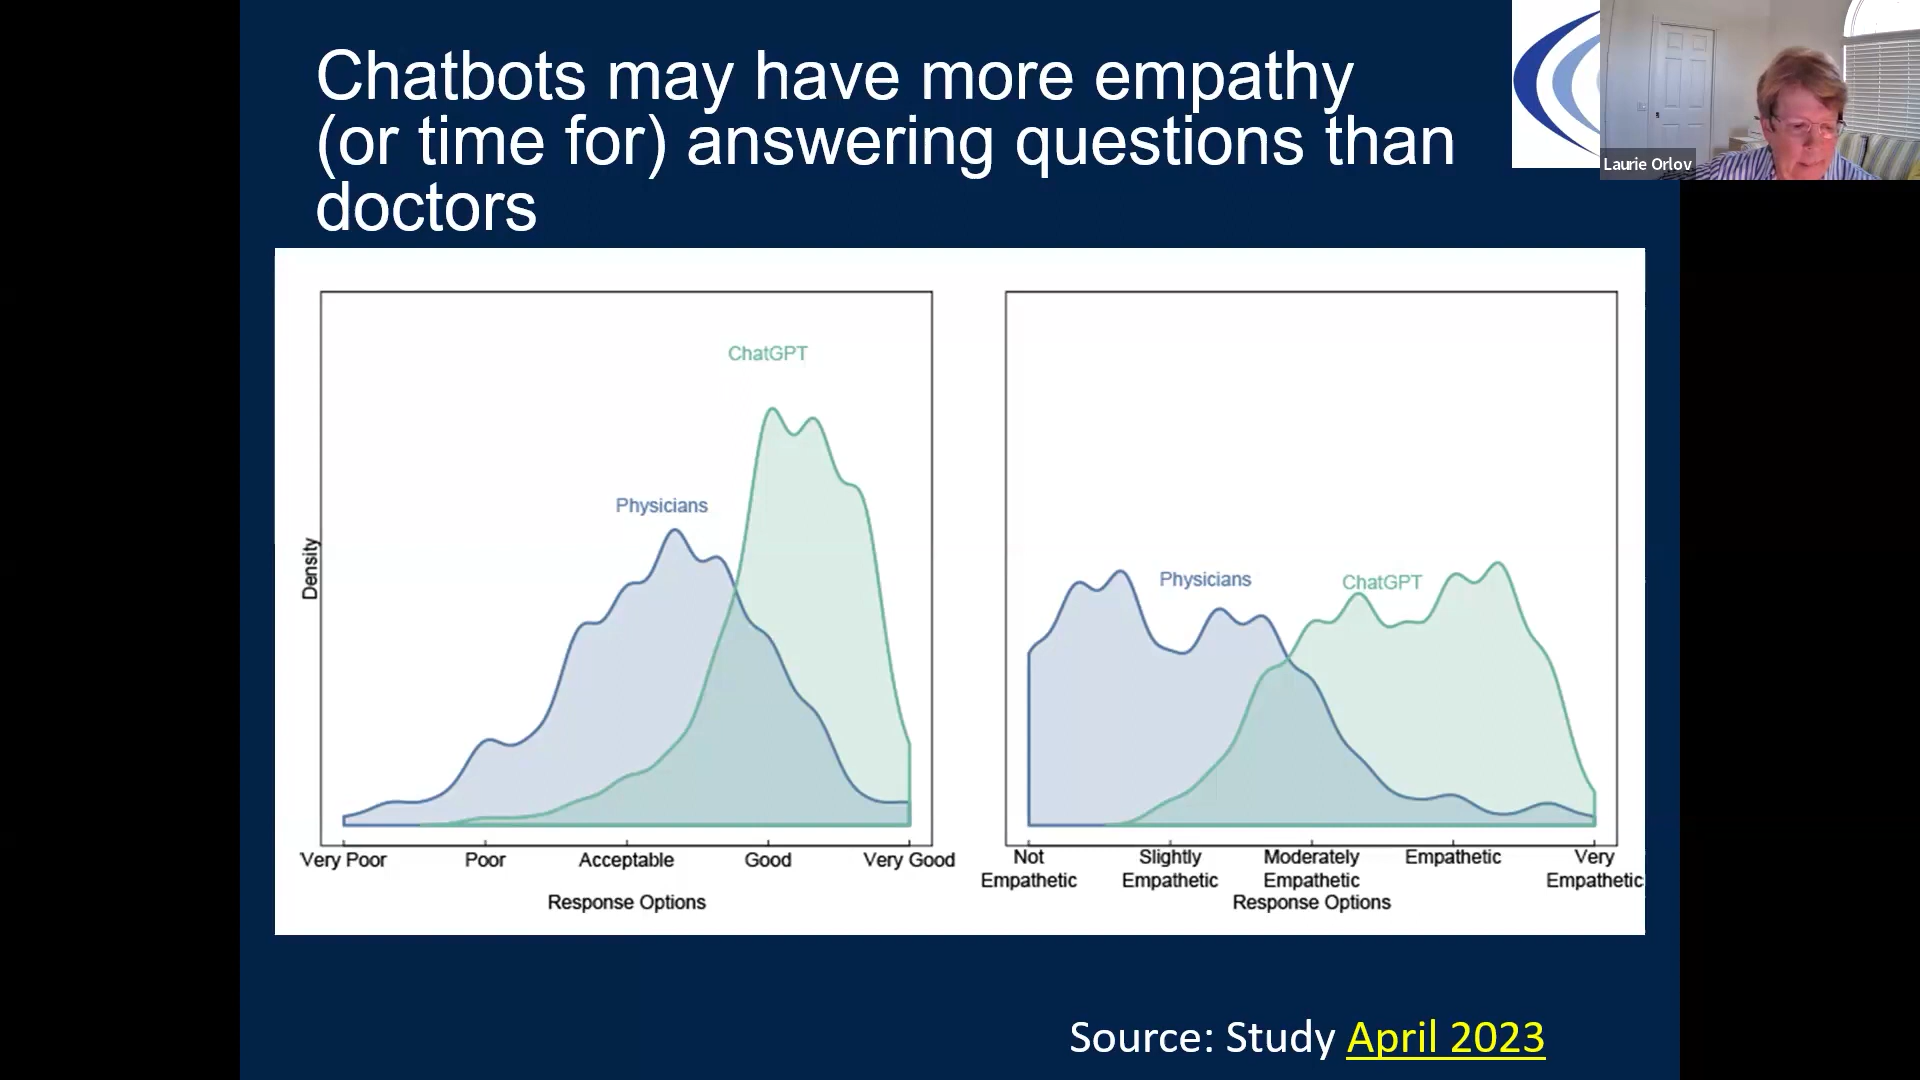 Chatbots may have more empathy
(or time for) answering questions than
doctors
Laurie Orlov
ChatGPT
Physicians
Density
Very Poor Poor Acceptable Good Very Good
Response Options
Physicians
ChatGPT
Not Slightly Moderately Empathetic Very
Empathetic Empathetic Empathetic Empathetic
Response Options
Source: Study April 2023